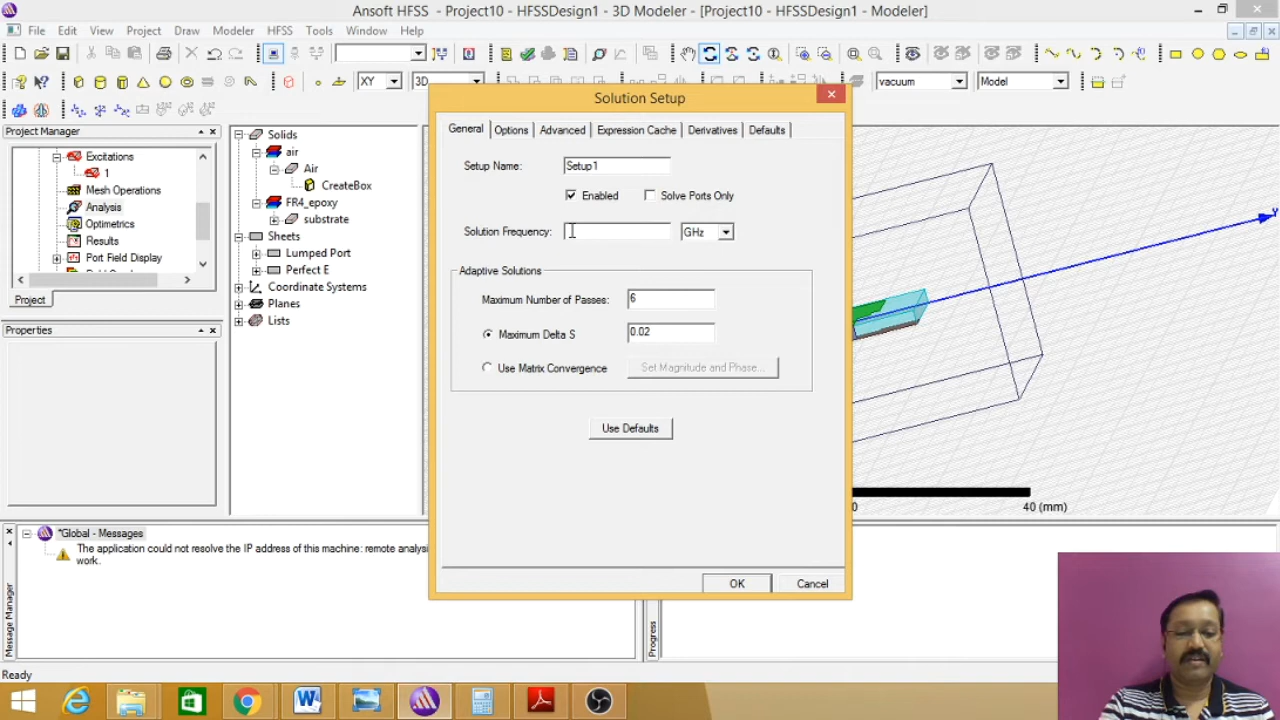 Ansoft HFSS - Project10 - HFSSDesign1 - 3D Modeler - [Project10 - HFSSDesign1 - Modeler]
File Edit View Project Draw Modeler HFSS Tools Window Help
XY 3D vacuum Model
Project Manager
Excitations
1
Mesh Operations
Analysis
Optimetrics
Results
Port Field Display
Project
Properties
Solids
air
Air
CreateBox
FR4_epoxy
substrate
Sheets
Lumped Port
Perfect E
Coordinate Systems
Planes
Lists
Solution Setup
General Options Advanced Expression Cache Derivatives Defaults
Setup Name: Setup1
Enabled Solve Ports Only
Solution Frequency: GHz
Adaptive Solutions
Maximum Number of Passes: 6
Maximum Delta S 0.02
Use Matrix Convergence Set Magnitude and Phase...
Use Defaults
OK Cancel
0 40 (mm)
*Global - Messages
The application could not resolve the IP address of this machine: remote analysi
work.
Message Manager
Progress
Ready